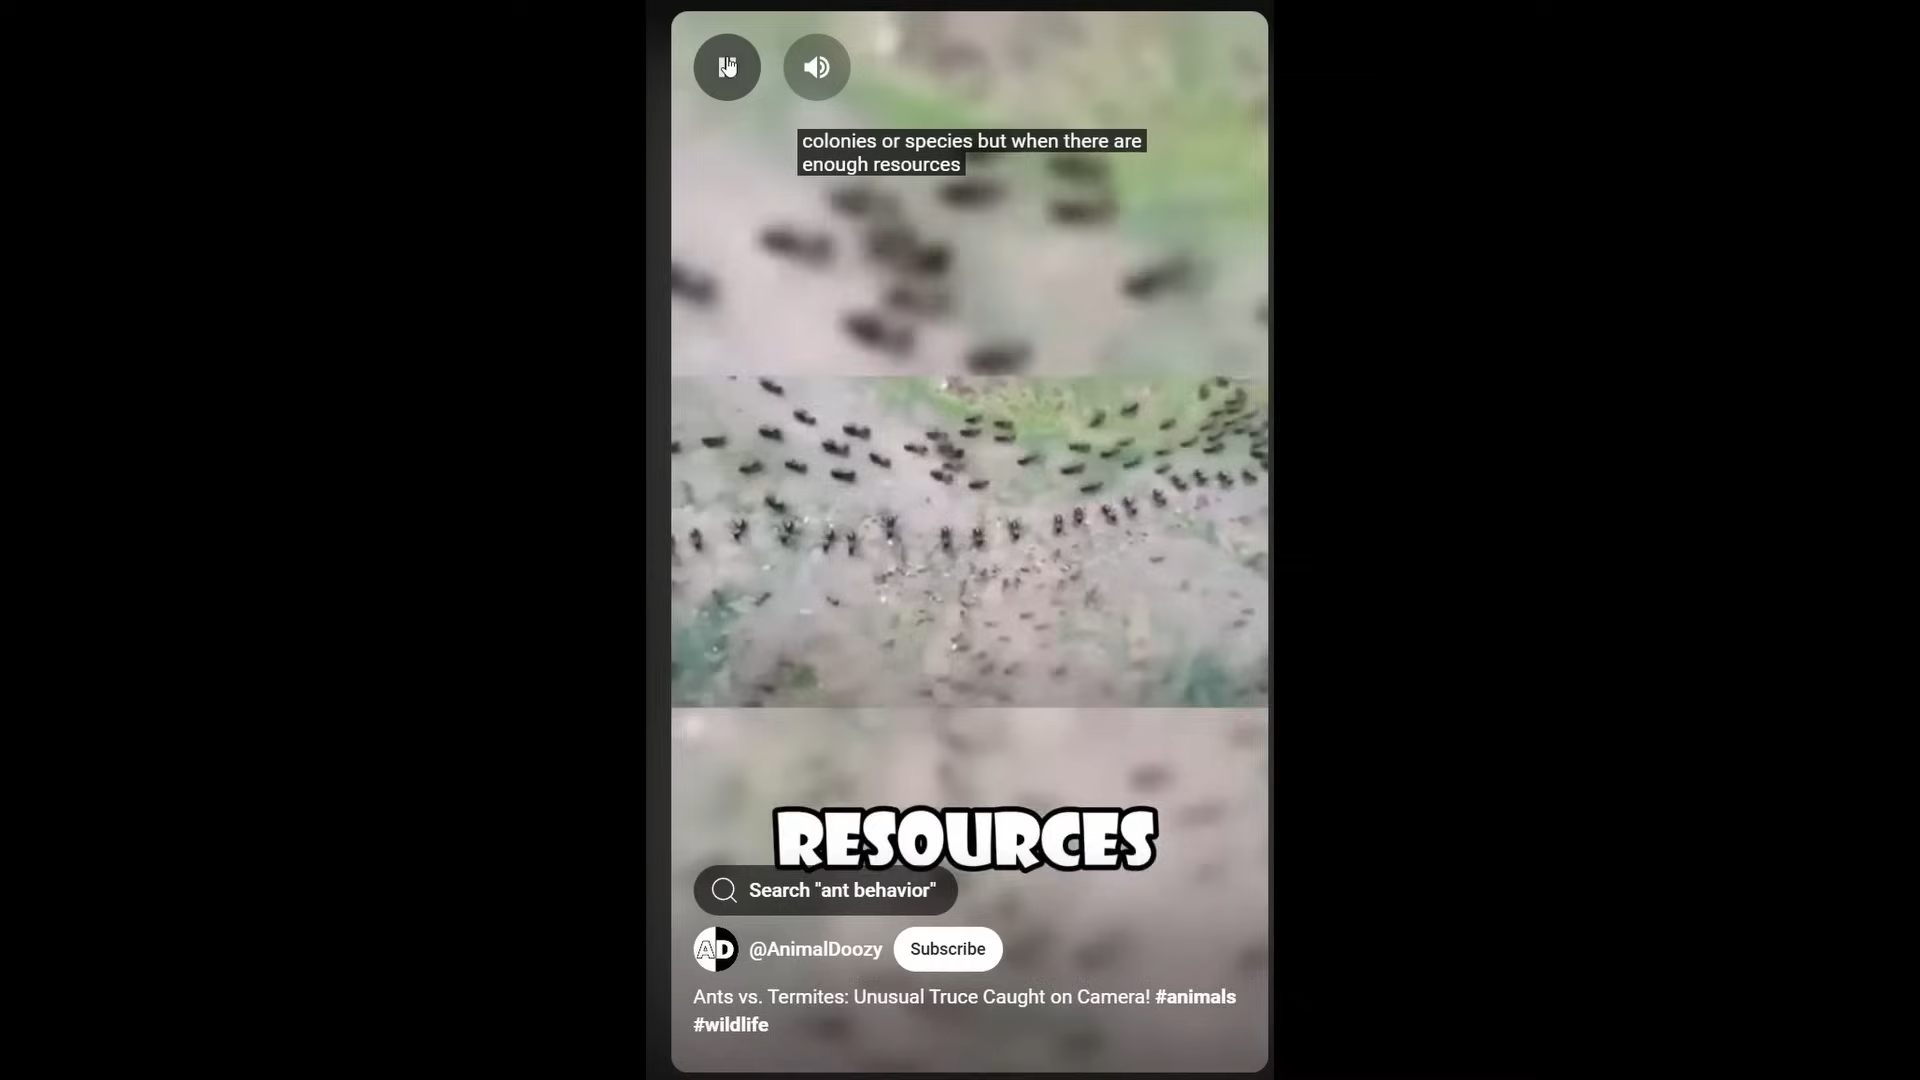 colonies or species but when there are
enough resources
RESOURCES
Search "ant behavior"
AD
@AnimalDoozy
Subscribe
Ants vs. Termites: Unusual Truce Caught on Camera! #animals
#wildlife